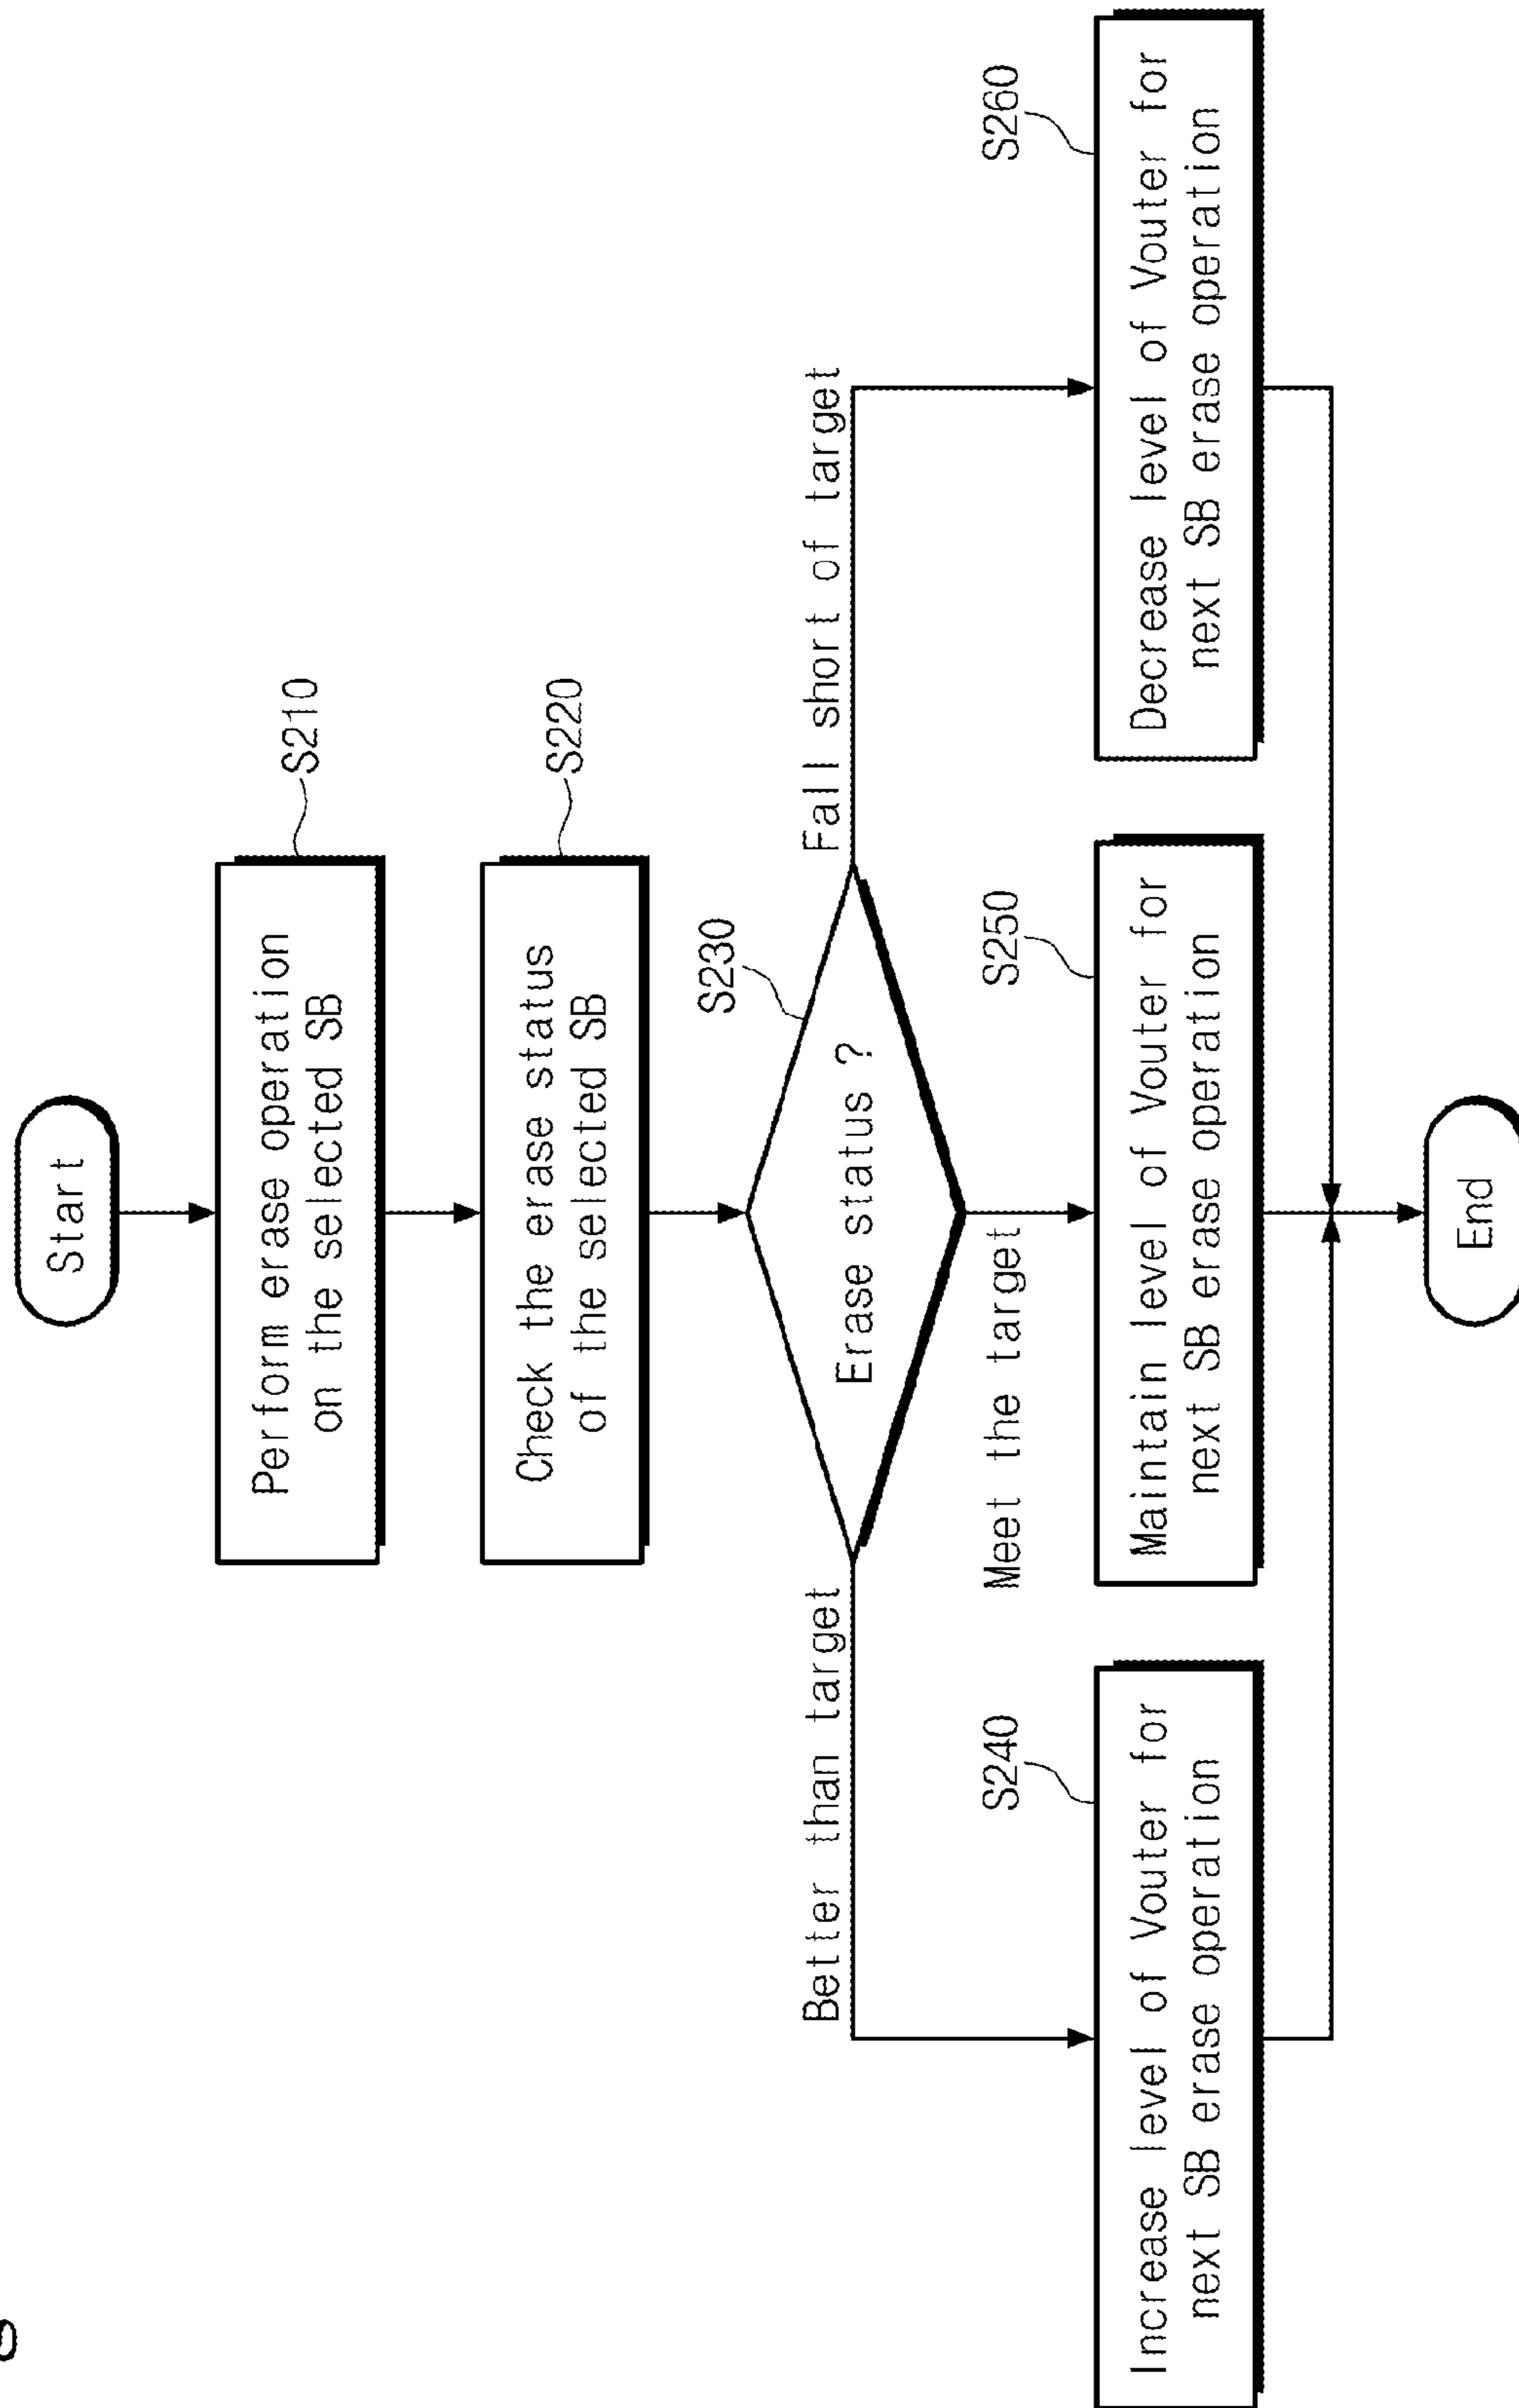 Start
Perform erase operation
on the selected SB
S210
Check the erase status
of the selected SB
S220
Erase status ?
S230
Better than target
Meet the target
Fall short of target
S240
Increase level of Vouter for
next SB erase operation
S250
Maintain level of Vouter for
next SB erase operation
S260
Decrease level of Vouter for
next SB erase operation
End